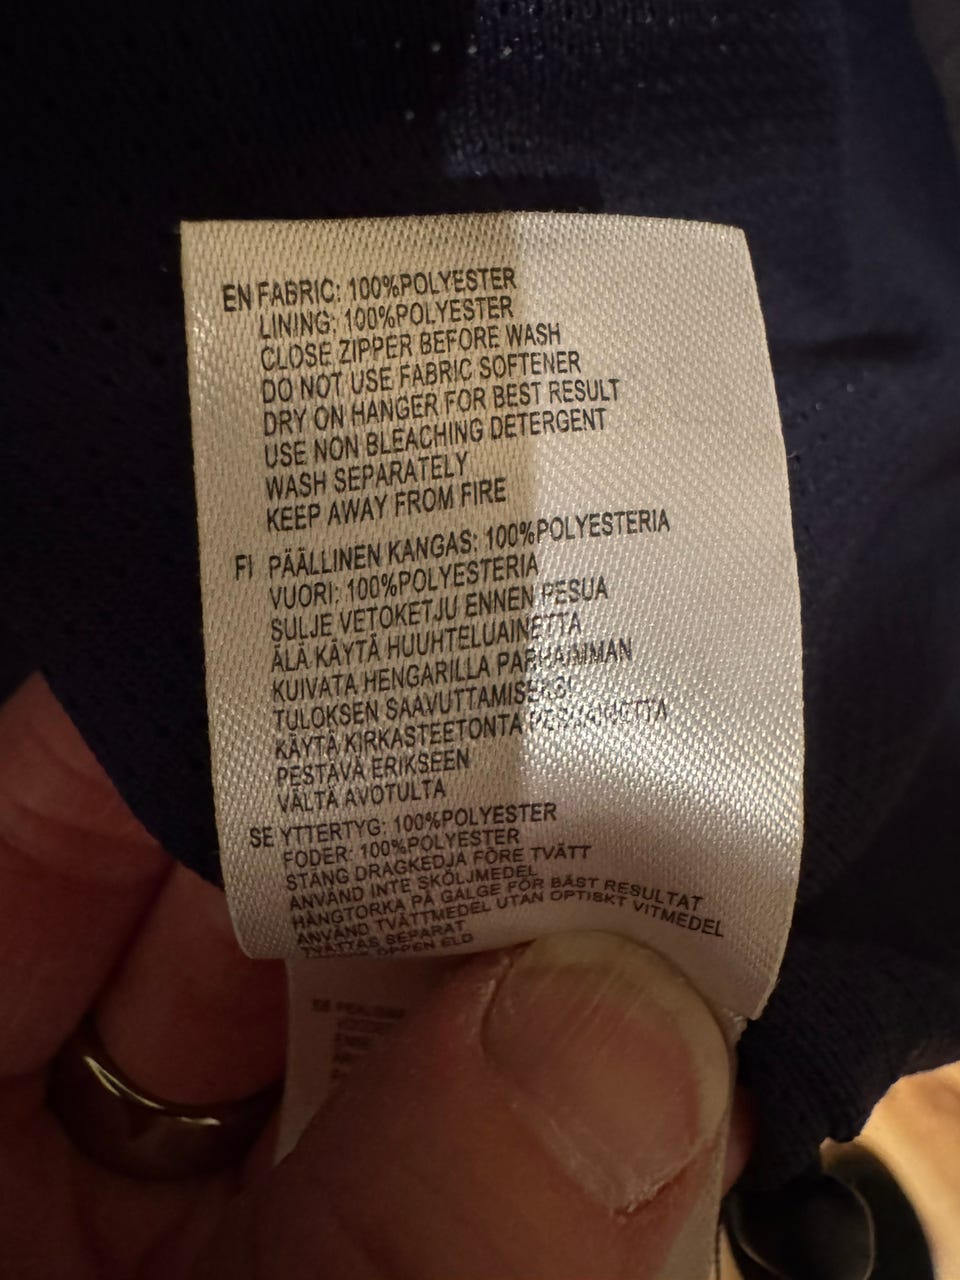 EN FABRIC: 100%POLYESTER
LINING: 100%POLYESTER
CLOSE ZIPPER BEFORE WASH
DO NOT USE FABRIC SOFTENER
DRY ON HANGER FOR BEST RESULT
USE NON BLEACHING DETERGENT
WASH SEPARATELY
KEEP AWAY FROM FIRE
FI PÄÄLLINEN KANGAS: 100%POLYESTERIA
VUORI: 100%POLYESTERIA
SULJE VETOKETJU ENNEN PESUA
ÄLÄ KÄYTÄ HUUHTELUAINETTA
KUIVATA HENGARILLA PARHAIMMAN
TULOKSEN SAAVUTTAMISEKSI
KÄYTÄ KIRKASTEETONTA PESUAINETTA
PESTÄVÄ ERIKSEEN
VÄLTÄ AVOTULTA
SE YTTERTYG: 100%POLYESTER
FODER: 100%POLYESTER
STÄNG DRAGKEDJA FÖRE TVÄTT
ANVÄND INTE SKÖLJMEDEL
HÄNGTORKA PÅ GALGE FÖR BÄST RESULTAT
ANVÄND TVÄTTMEDEL UTAN OPTISKT VITMEDEL
TVÄTTAS SEPARAT
ÖPPEN ELD